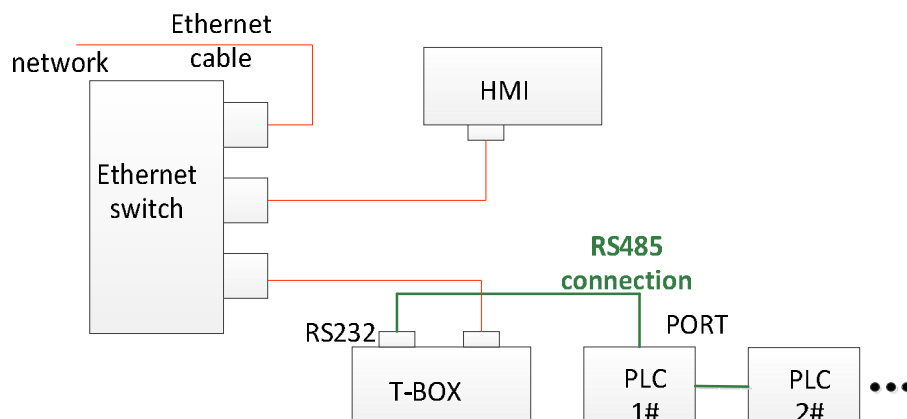 Ethernet
cable
network
HMI
Ethernet
switch
RS485
connection
RS232
PORT
T-BOX
PLC
1#
PLC
2#